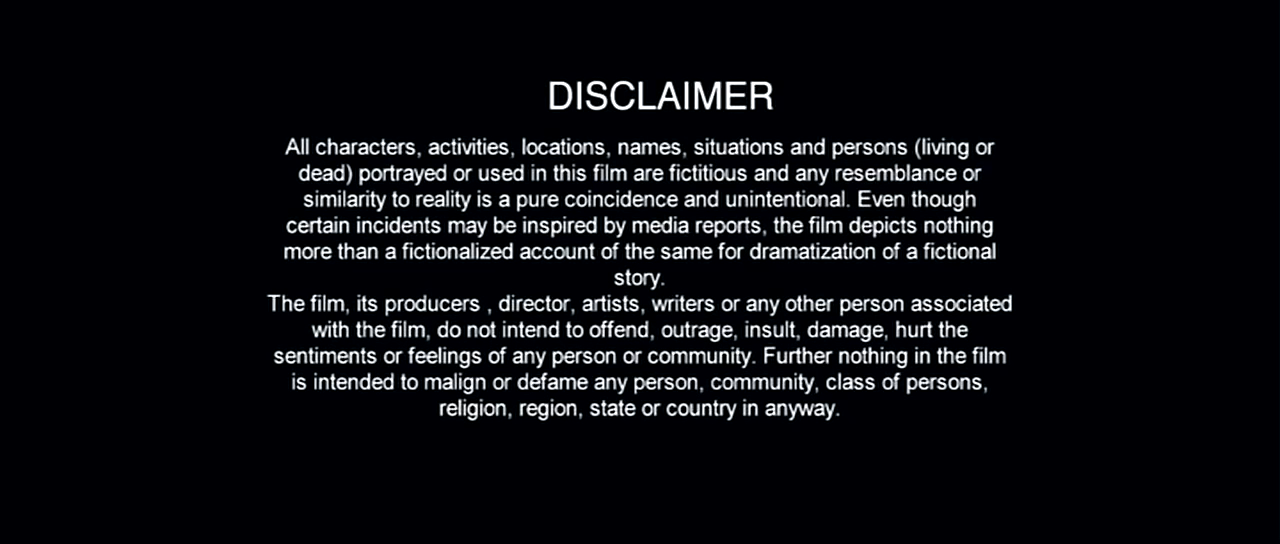 DISCLAIMER
All characters, activities, locations, names, situations and persons (living or
dead) portrayed or used in this film are fictitious and any resemblance or
similarity to reality is a pure coincidence and unintentional. Even though
certain incidents may be inspired by media reports, the film depicts nothing
more than a fictionalized account of the same for dramatization of a fictional
story.
The film, its producers , director, artists, writers or any other person associated
with the film, do not intend to offend, outrage, insult, damage, hurt the
sentiments or feelings of any person or community. Further nothing in the film
is intended to malign or defame any person, community, class of persons,
religion, region, state or country in anyway.